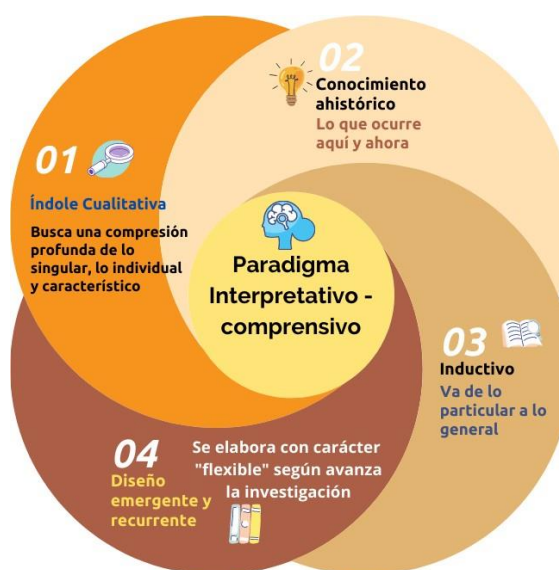 01
Índole Cualitativa
Busca una compresión
profunda de lo
singular, lo individual
y característico
02
Conocimiento
ahistórico
Lo que ocurre
aquí y ahora
Paradigma
Interpretativo -
comprensivo
03
Inductivo
Va de lo
particular a lo
general
04
Diseño
emergente y
recurrente
Se elabora con carácter
"flexible" según avanza
la investigación